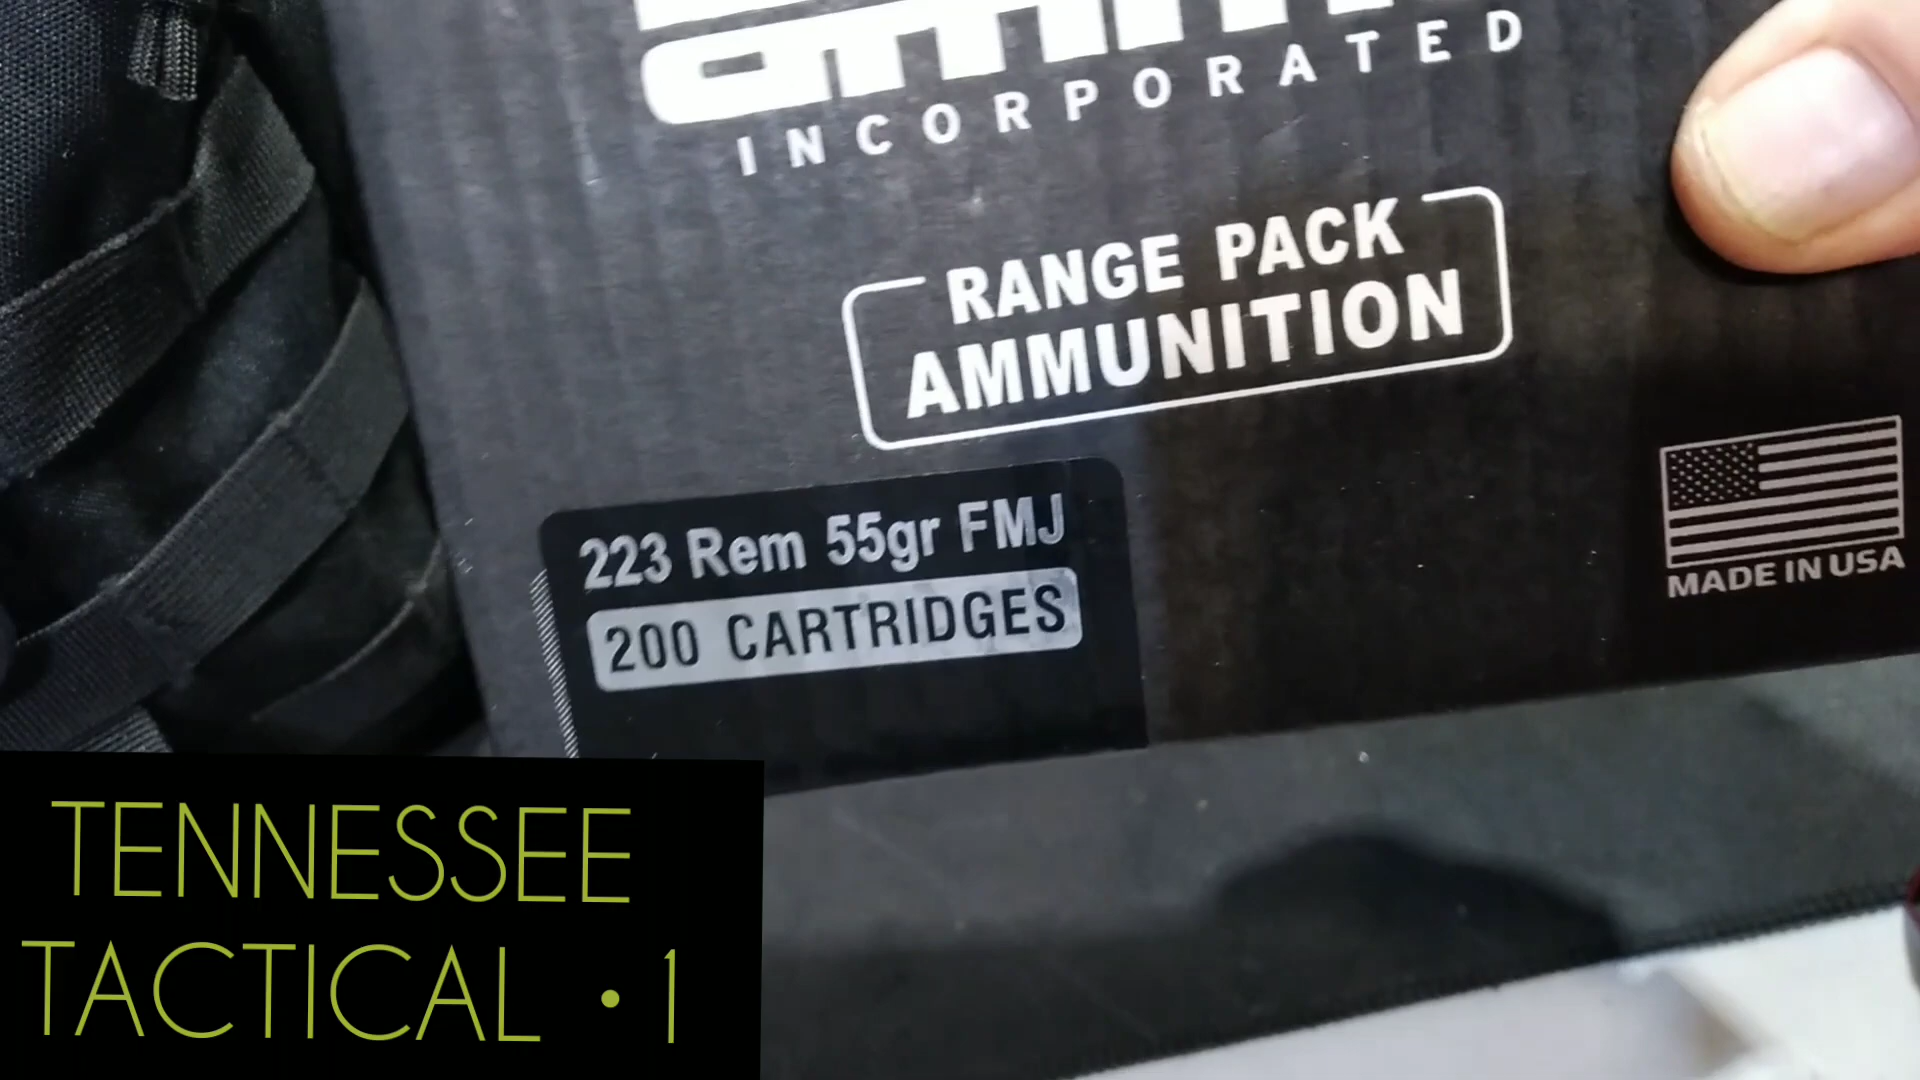 INCORPORATED
RANGE PACK
AMMUNITION
223 Rem 55gr FMJ
200 CARTRIDGES
MADE IN USA
TENNESSEE
TACTICAL • 1